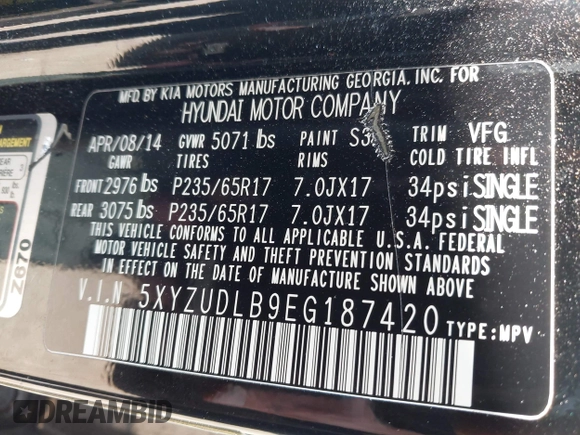 MFD. BY KIA MOTORS MANUFACTURING GEORGIA, INC. FOR
HYUNDAI MOTOR COMPANY
APR/08/14 GVWR 5071 lbs PAINT TRIM VFG
GAWR TIRES RIMS COLD TIRE INFL
FRONT 2976 lbs P235/65R17 7.0JX17 34psi SINGLE
REAR 3075 lbs P235/65R17 7.0JX17 34psi SINGLE
THIS VEHICLE CONFORMS TO ALL APPLICABLE U.S.A. FEDERAL
MOTOR VEHICLE SAFETY AND THEFT PREVENTION STANDARDS
IN EFFECT ON THE DATE OF MANUFACTURE SHOWN ABOVE.
V.I.N 5XYZUDLB9EG187420 TYPE:MPV
Z870
DREAMBID